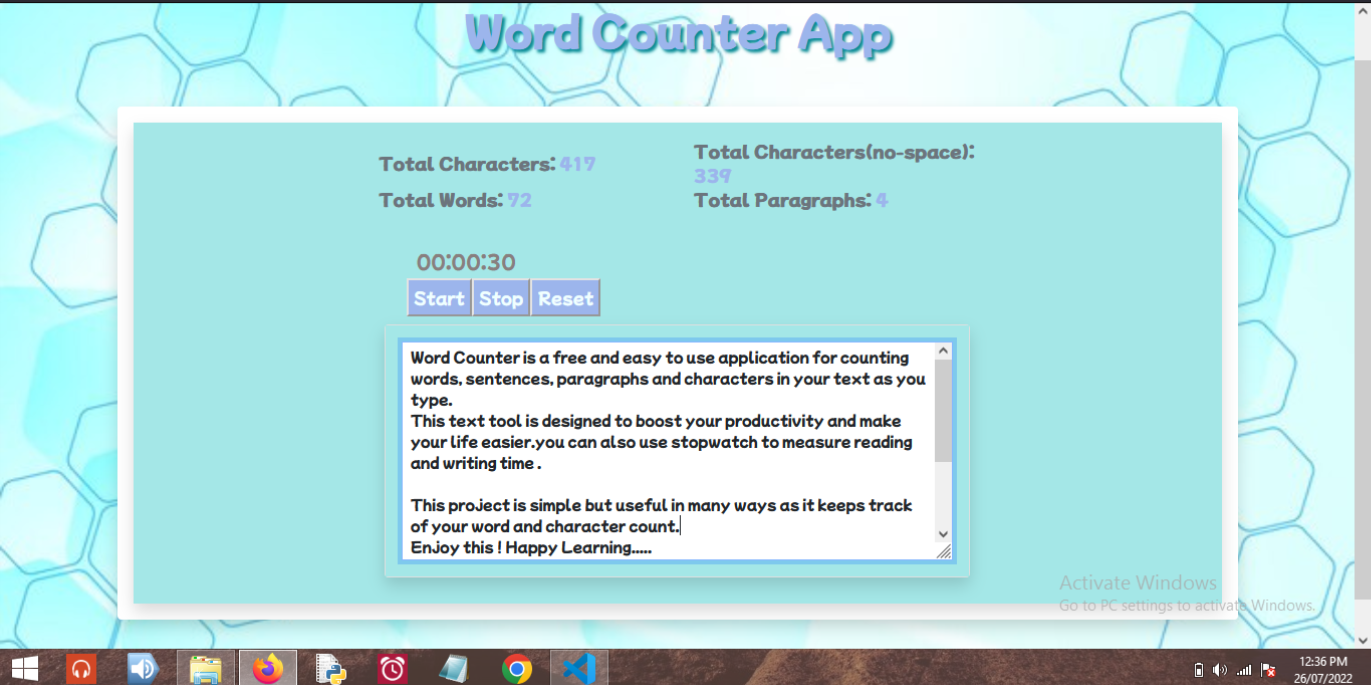 Word Counter App
Total Characters: 417
Total Characters(no-space):
339
Total Words: 72
Total Paragraphs: 4
00:00:30
Start Stop Reset
Word Counter is a free and easy to use application for counting
words, sentences, paragraphs and characters in your text as you
type.
This text tool is designed to boost your productivity and make
your life easier.you can also use stopwatch to measure reading
and writing time .
This project is simple but useful in many ways as it keeps track
of your word and character count.
Enjoy this ! Happy Learning.....
Activate Windows
Go to PC settings to activate Windows.
12:36 PM
26/07/2022